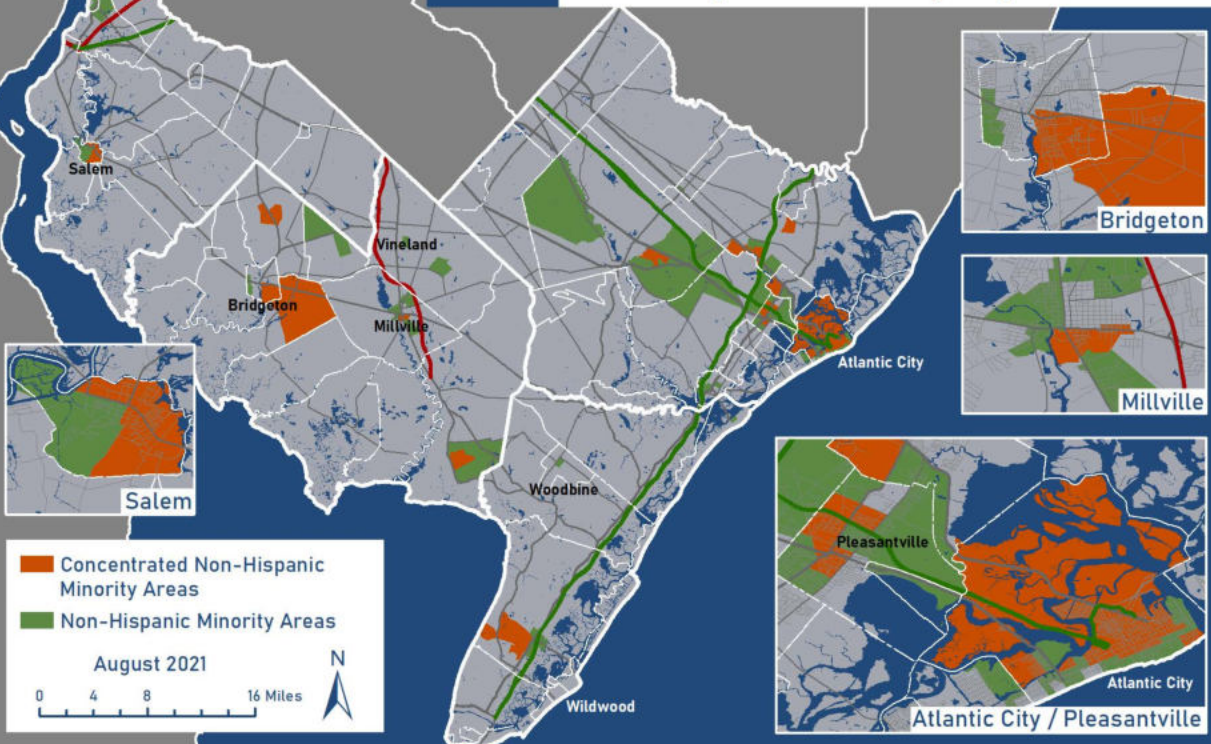 Salem
Vineland
Bridgeton
Millville
Atlantic City
Woodbine
Wildwood
Bridgeton
Millville
Salem
Pleasantville
Atlantic City
Atlantic City / Pleasantville
Concentrated Non-Hispanic
Minority Areas
Non-Hispanic Minority Areas
August 2021
N
0 4 8 16 Miles